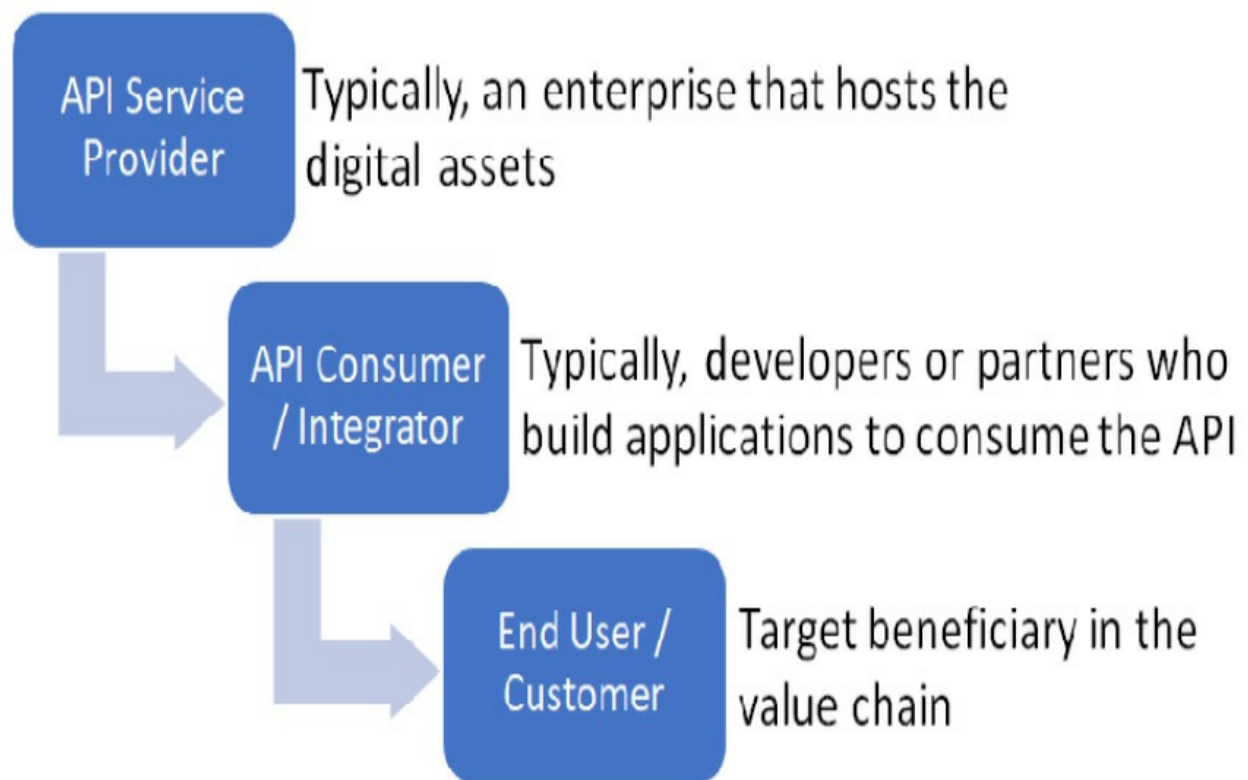 API Service
Provider
Typically, an enterprise that hosts the
digital assets
API Consumer
/ Integrator
Typically, developers or partners who
build applications to consume the API
End User /
Customer
Target beneficiary in the
value chain